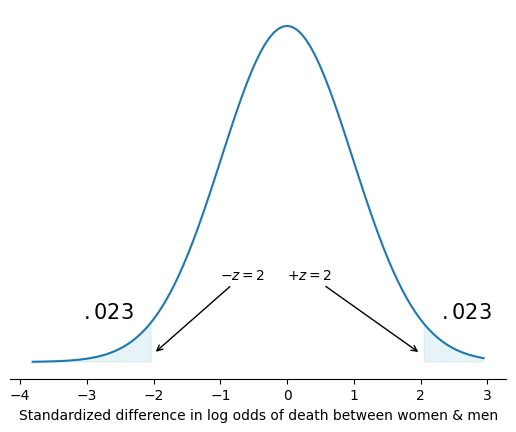 −z = 2 +z = 2
.023 .023
−4 −3 −2 −1 0 1 2 3
Standardized difference in log odds of death between women & men